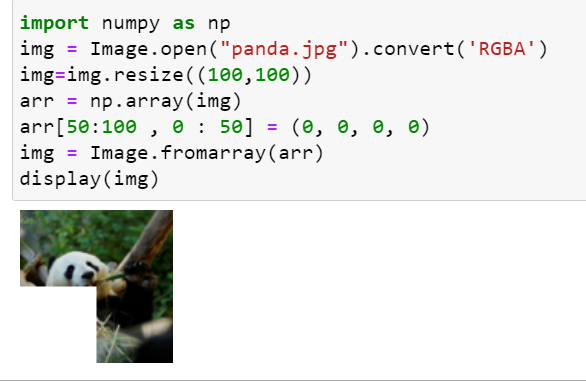 import numpy as np
img = Image.open("panda.jpg").convert('RGBA')
img=img.resize((100,100))
arr = np.array(img)
arr[50:100 , 0 : 50] = (0, 0, 0, 0)
img = Image.fromarray(arr)
display(img)